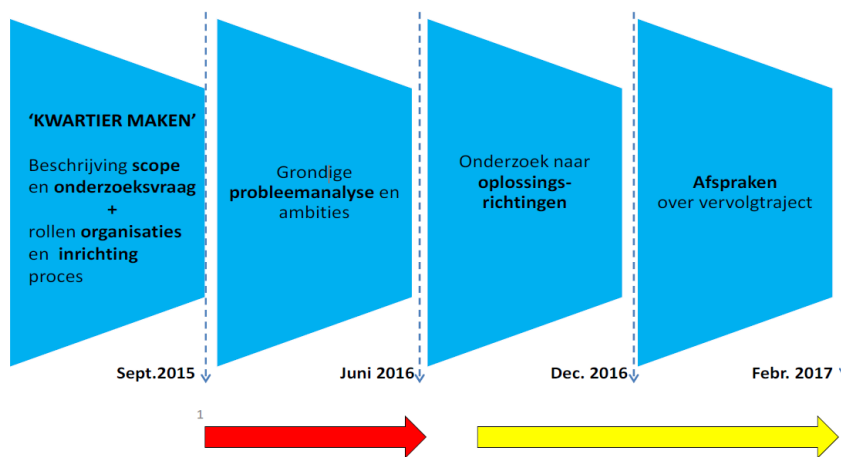 ‘KWARTIER MAKEN’
Beschrijving scope
en onderzoeksvraag
+
rollen organisaties
en inrichting
proces
Grondige
probleemanalyse en
ambities
Onderzoek naar
oplossings-
richtingen
Afspraken
over vervolgtraject
Sept.2015
Juni 2016
Dec. 2016
Febr. 2017
1